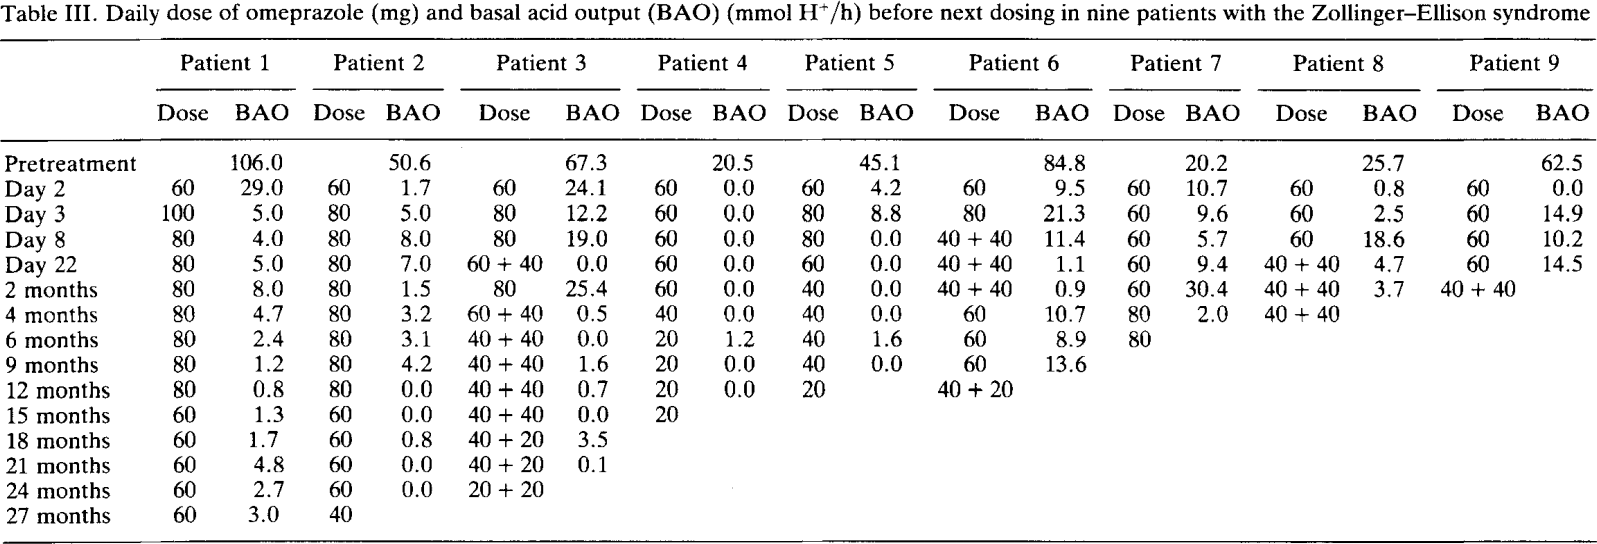 Table III. Daily dose of omeprazole (mg) and basal acid output (BAO) (mmol H⁺/h) before next dosing in nine patients with the Zollinger–Ellison syndrome
Patient 1 Patient 2 Patient 3 Patient 4 Patient 5 Patient 6 Patient 7 Patient 8 Patient 9
Dose BAO Dose BAO Dose BAO Dose BAO Dose BAO Dose BAO Dose BAO Dose BAO Dose BAO
Pretreatment 106.0 50.6 67.3 20.5 45.1 84.8 20.2 25.7 62.5
Day 2 60 29.0 60 1.7 60 24.1 60 0.0 60 4.2 60 9.5 60 10.7 60 0.8 60 0.0
Day 3 100 5.0 80 5.0 80 12.2 60 0.0 80 8.8 80 21.3 60 9.6 60 2.5 60 14.9
Day 8 80 4.0 80 8.0 80 19.0 60 0.0 80 0.0 40 + 40 11.4 60 5.7 60 18.6 60 10.2
Day 22 80 5.0 80 7.0 60 + 40 0.0 60 0.0 60 0.0 40 + 40 1.1 60 9.4 40 + 40 4.7 60 14.5
2 months 80 8.0 80 1.5 80 25.4 60 0.0 40 0.0 40 + 40 0.9 60 30.4 40 + 40 3.7 40 + 40
4 months 80 4.7 80 3.2 60 + 40 0.5 40 0.0 40 0.0 60 10.7 80 2.0 40 + 40
6 months 80 2.4 80 3.1 40 + 40 0.0 20 1.2 40 1.6 60 8.9 80
9 months 80 1.2 80 4.2 40 + 40 1.6 20 0.0 40 0.0 60 13.6
12 months 80 0.8 80 0.0 40 + 40 0.7 20 0.0 20 40 + 20
15 months 60 1.3 60 0.0 40 + 40 0.0 20
18 months 60 1.7 60 0.8 40 + 20 3.5
21 months 60 4.8 60 0.0 40 + 20 0.1
24 months 60 2.7 60 0.0 20 + 20
27 months 60 3.0 40